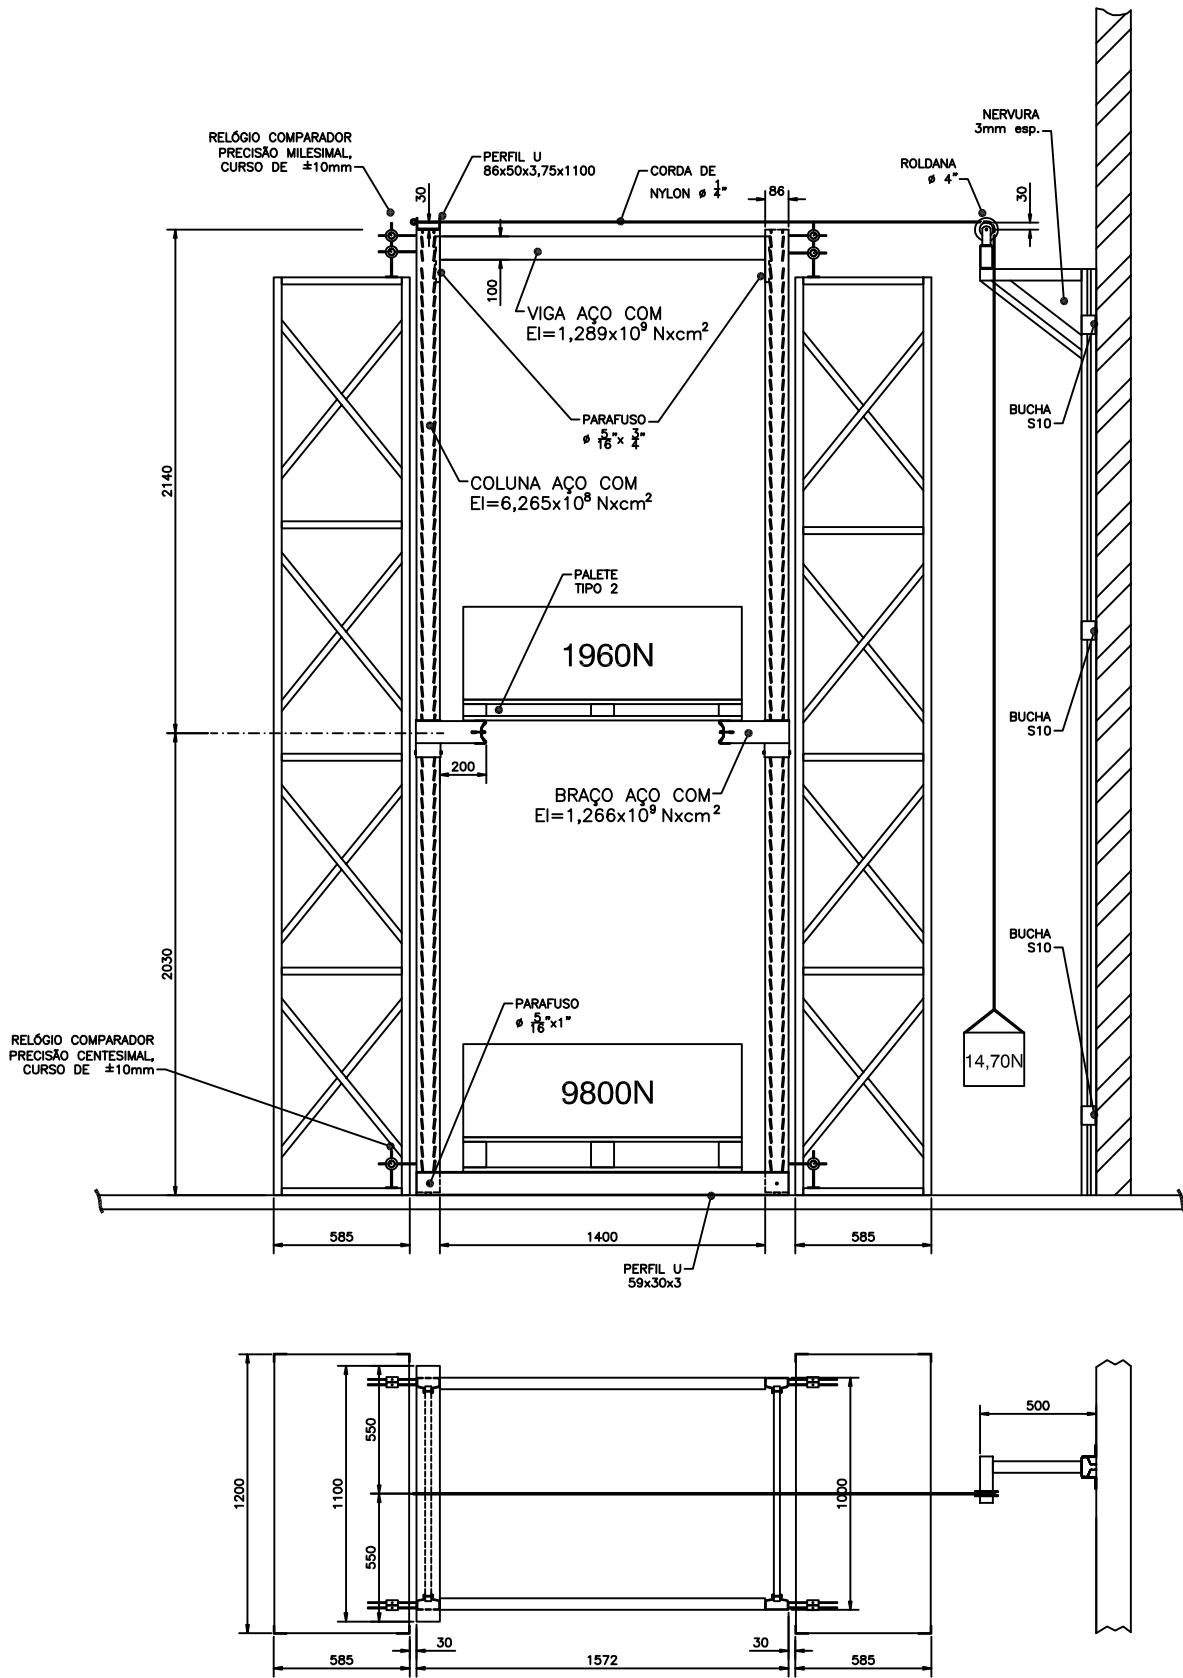 NERVURA
3mm esp.
RELÓGIO COMPARADOR
PRECISÃO MILESIMAL,
CURSO DE ±10mm
PERFIL U
86x50x3,75x1100
CORDA DE
NYLON ø 1/4"
ROLDANA
ø 4"
30
86
30
100
VIGA AÇO COM
EI=1,289x10⁹ Nxcm²
PARAFUSO
ø 5/16"x 3/4"
BUCHA
S10
2140
COLUNA AÇO COM
EI=6,265x10⁸ Nxcm²
PALETE
TIPO 2
1960N
BUCHA
S10
200
BRAÇO AÇO COM
EI=1,266x10⁹ Nxcm²
2030
BUCHA
S10
PARAFUSO
ø 5/16"x1"
RELÓGIO COMPARADOR
PRECISÃO CENTESIMAL,
CURSO DE ±10mm
14,70N
9800N
585
1400
585
PERFIL U
59x30x3
500
550
1200
1100
1000
550
30
30
585
1572
585